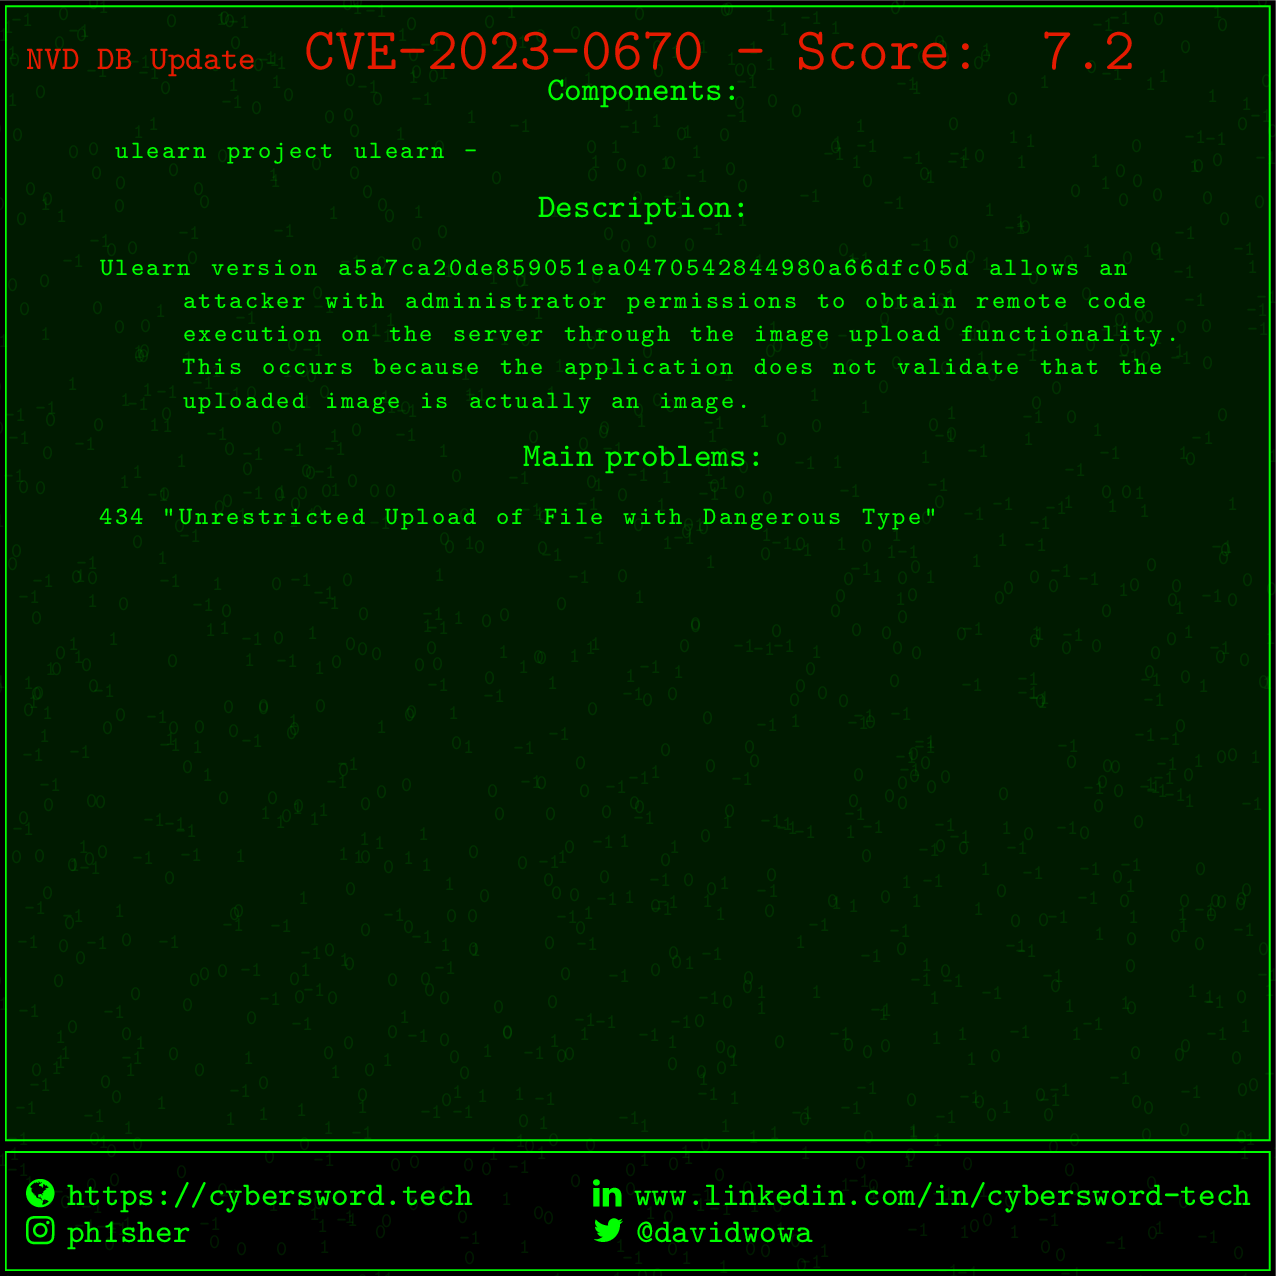 NVD DB Update CVE-2023-0670 - Score: 7.2
Components:
ulearn project ulearn -
Description:
Ulearn version a5a7ca20de859051ea0470542844980a66dfc05d allows an
attacker with administrator permissions to obtain remote code
execution on the server through the image upload functionality.
This occurs because the application does not validate that the
uploaded image is actually an image.
Main problems:
434 "Unrestricted Upload of File with Dangerous Type"
https://cybersword.tech
www.linkedin.com/in/cybersword-tech
ph1sher
@davidwowa